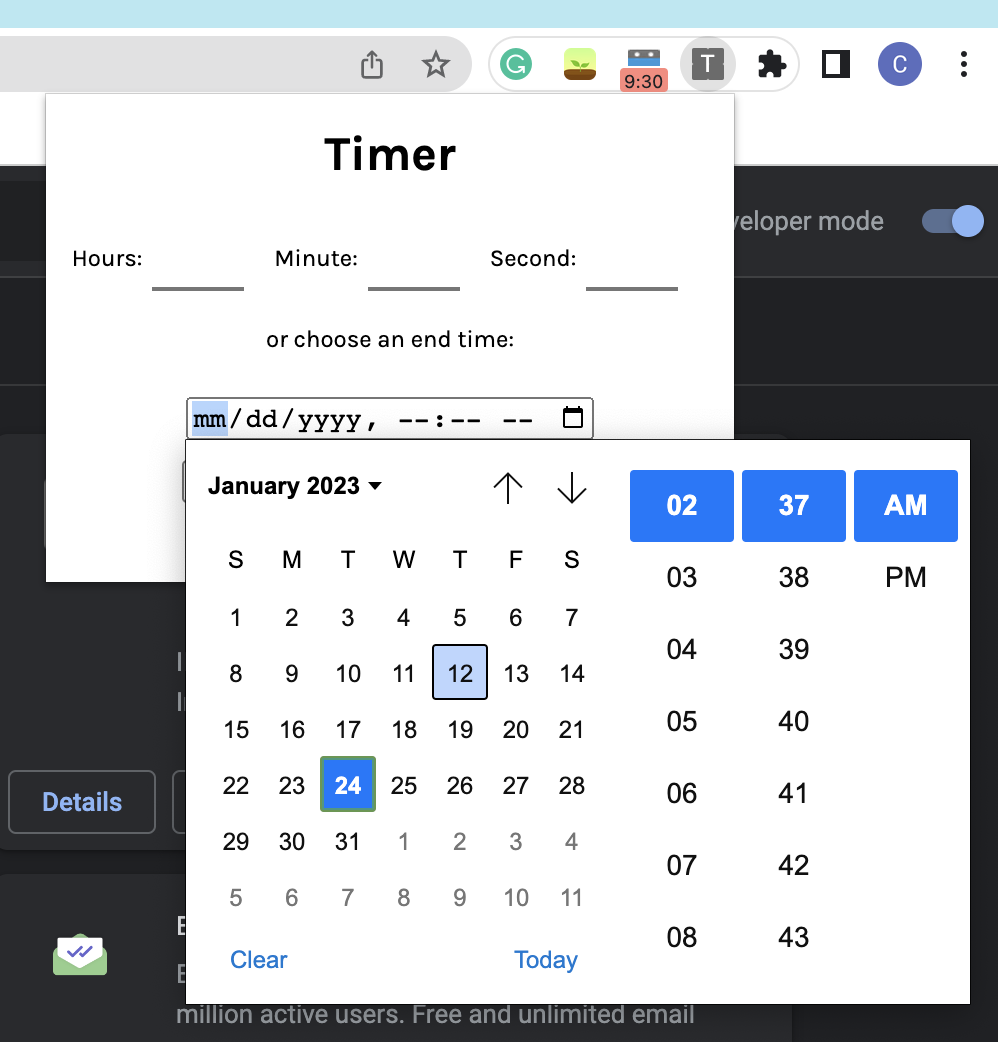 T
C
9:30
Timer
veloper mode
Hours: Minute: Second:
or choose an end time:
mm/dd/yyyy, --:-- --
January 2023
02 37 AM
S M T W T F S
03 38 PM
1 2 3 4 5 6 7
04 39
8 9 10 11 12 13 14
05 40
15 16 17 18 19 20 21
22 23 24 25 26 27 28
06 41
Details
29 30 31 1 2 3 4
07 42
5 6 7 8 9 10 11
08 43
Clear Today
million active users. Free and unlimited email